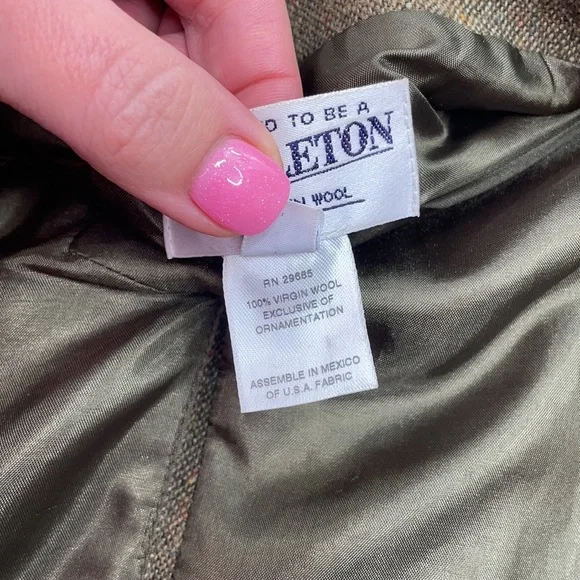 D TO BE A
LETON
N WOOL
RN 29685
100% VIRGIN WOOL
EXCLUSIVE OF
ORNAMENTATION
ASSEMBLE IN MEXICO
OF U.S.A. FABRIC